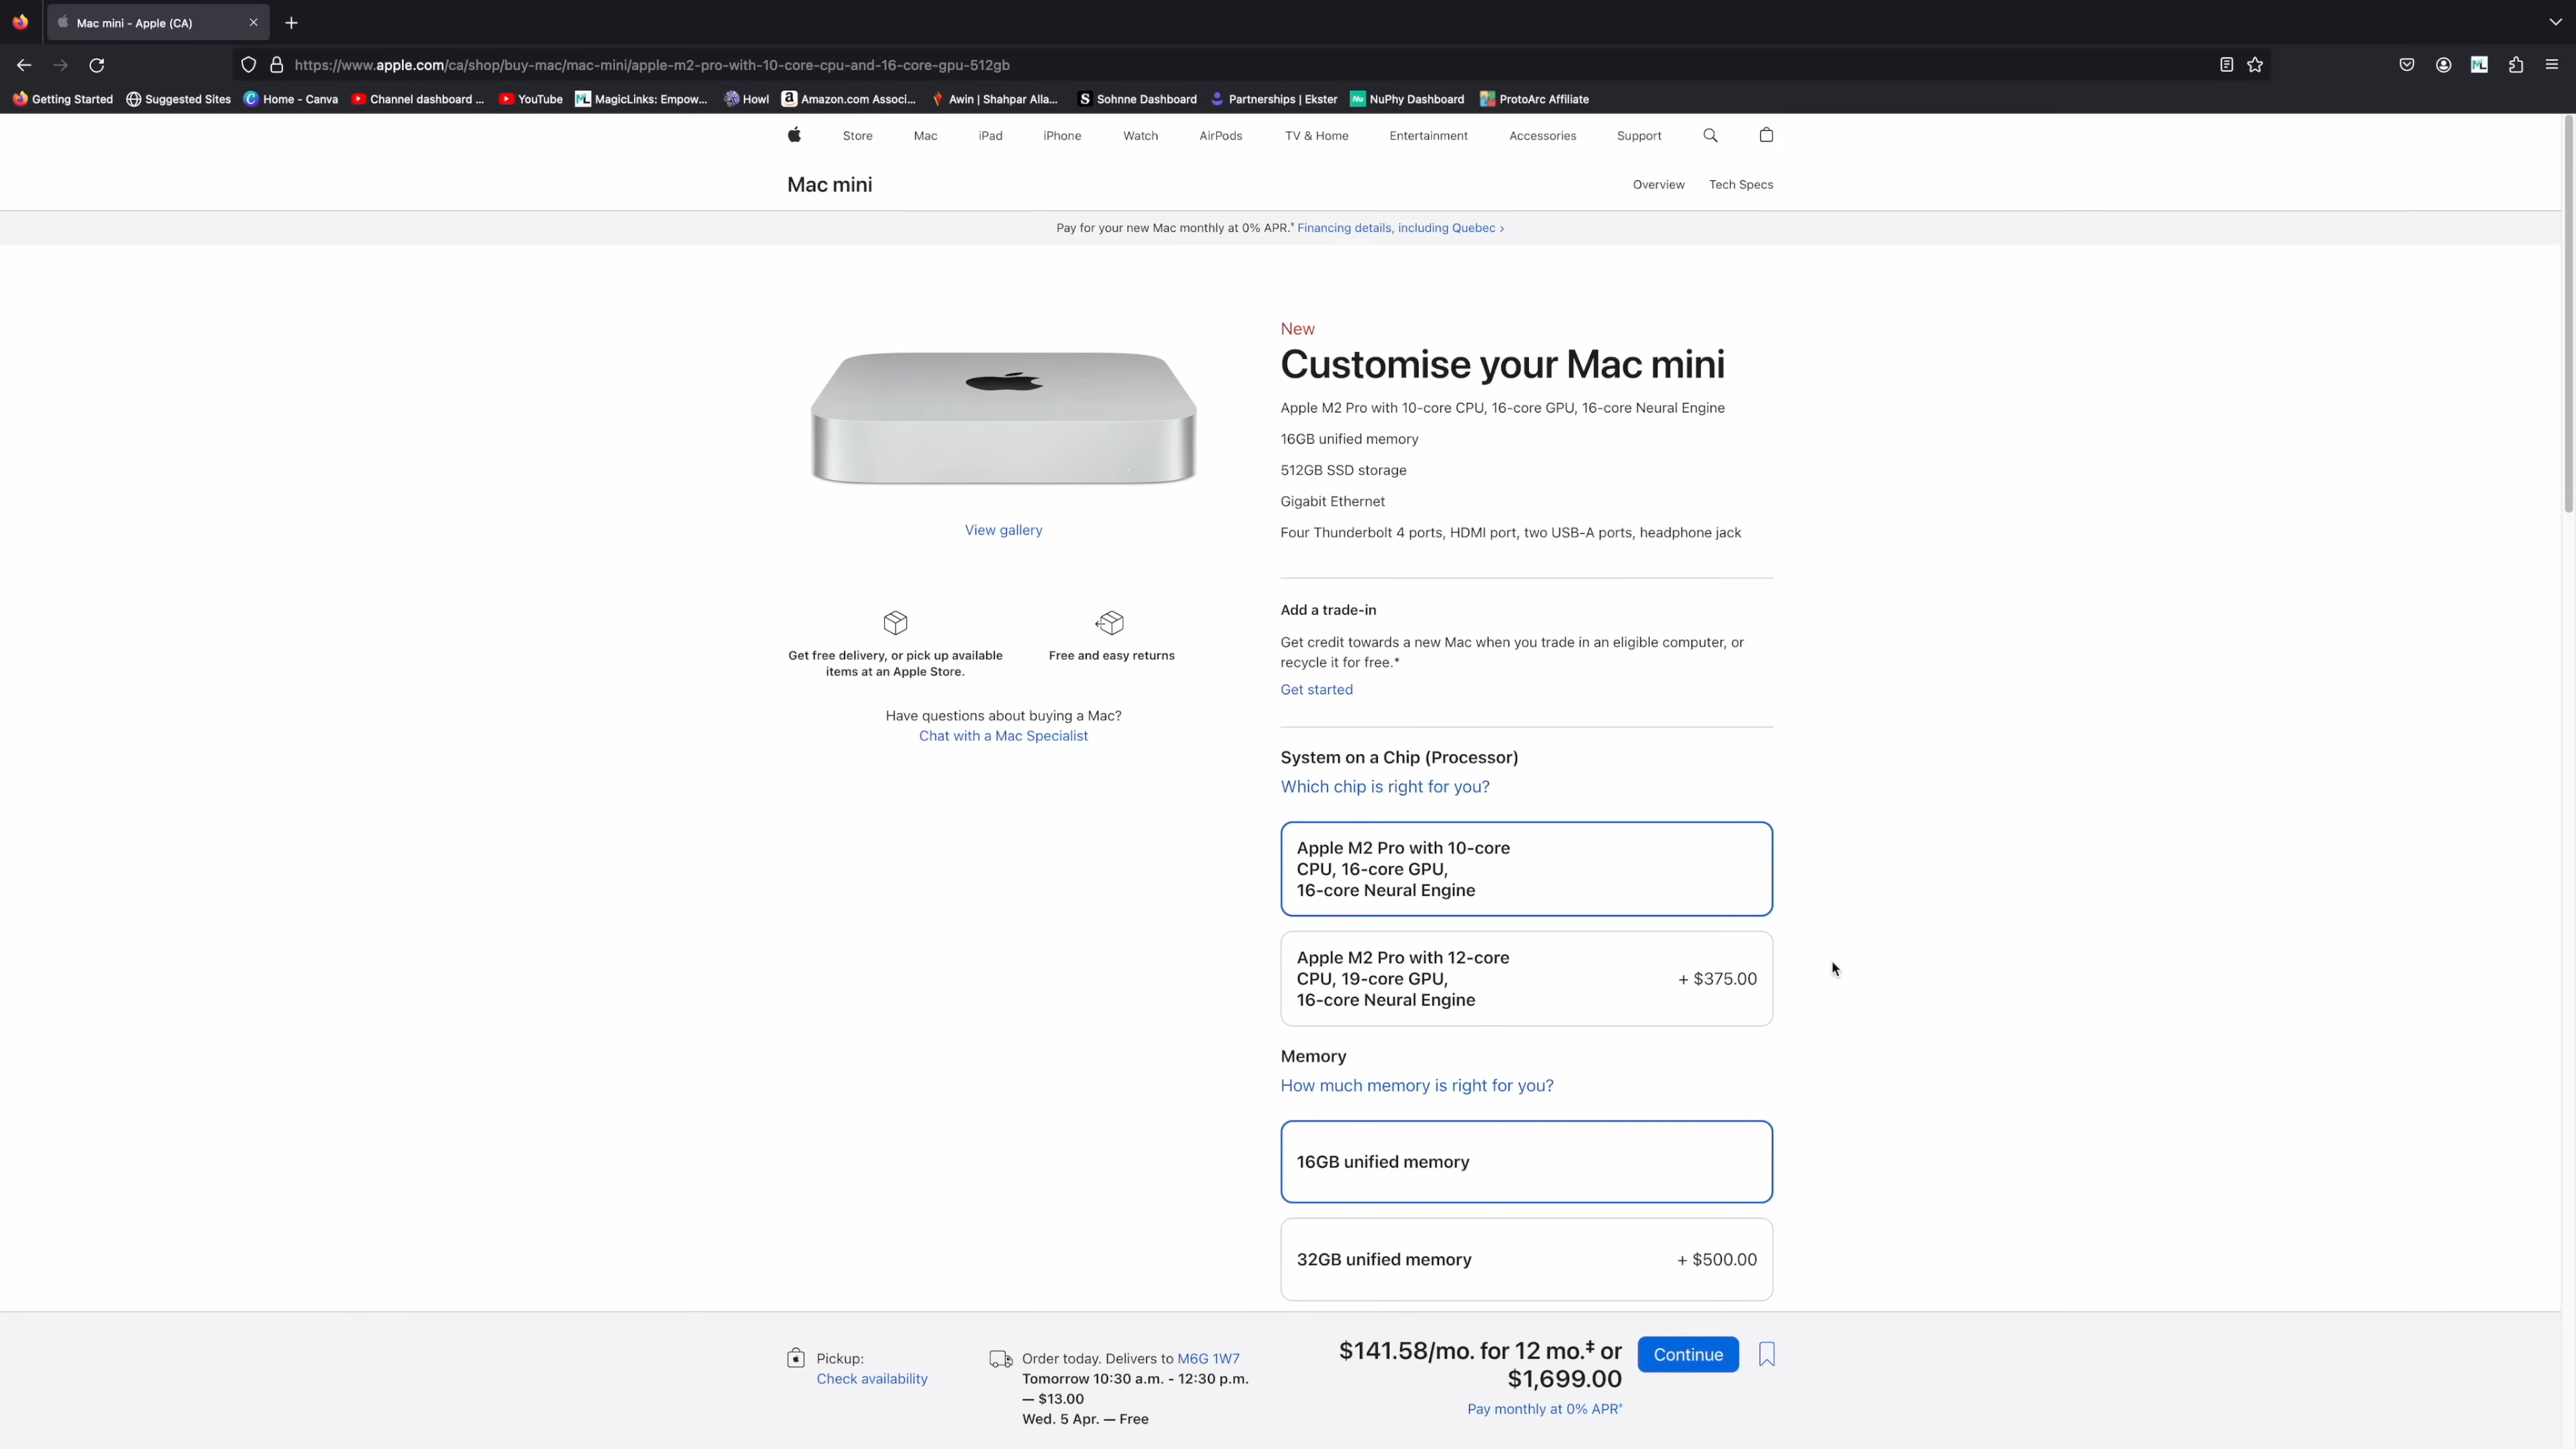 Mac mini - Apple (CA)
https://www.apple.com/ca/shop/buy-mac/mac-mini/apple-m2-pro-with-10-core-cpu-and-16-core-gpu-512gb
Getting Started Suggested Sites Home - Canva Channel dashboard ... YouTube MagicLinks: Empow... Howl Amazon.com Associ... Awin | Shahpar Alla... Sohnne Dashboard Partnerships | Ekster NuPhy Dashboard ProtoArc Affiliate
Store Mac iPad iPhone Watch AirPods TV & Home Entertainment Accessories Support
Mac mini
Overview Tech Specs
Pay for your new Mac monthly at 0% APR.* Financing details, including Quebec >
View gallery
Get free delivery, or pick up available
items at an Apple Store.
Free and easy returns
Have questions about buying a Mac?
Chat with a Mac Specialist
New
Customise your Mac mini
Apple M2 Pro with 10-core CPU, 16-core GPU, 16-core Neural Engine
16GB unified memory
512GB SSD storage
Gigabit Ethernet
Four Thunderbolt 4 ports, HDMI port, two USB-A ports, headphone jack
Add a trade-in
Get credit towards a new Mac when you trade in an eligible computer, or
recycle it for free.*
Get started
System on a Chip (Processor)
Which chip is right for you?
Apple M2 Pro with 10-core
CPU, 16-core GPU,
16-core Neural Engine
Apple M2 Pro with 12-core
CPU, 19-core GPU,
16-core Neural Engine
+ $375.00
Memory
How much memory is right for you?
16GB unified memory
32GB unified memory + $500.00
Pickup:
Check availability
Order today. Delivers to M6G 1W7
Tomorrow 10:30 a.m. - 12:30 p.m.
— $13.00
Wed. 5 Apr. — Free
$141.58/mo. for 12 mo.‡ or
$1,699.00
Pay monthly at 0% APR*
Continue